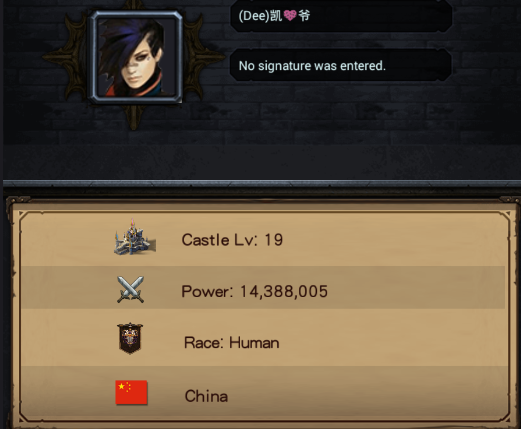 (Dee)凯💖爷
No signature was entered.
Castle Lv: 19
Power: 14,388,005
Race: Human
China